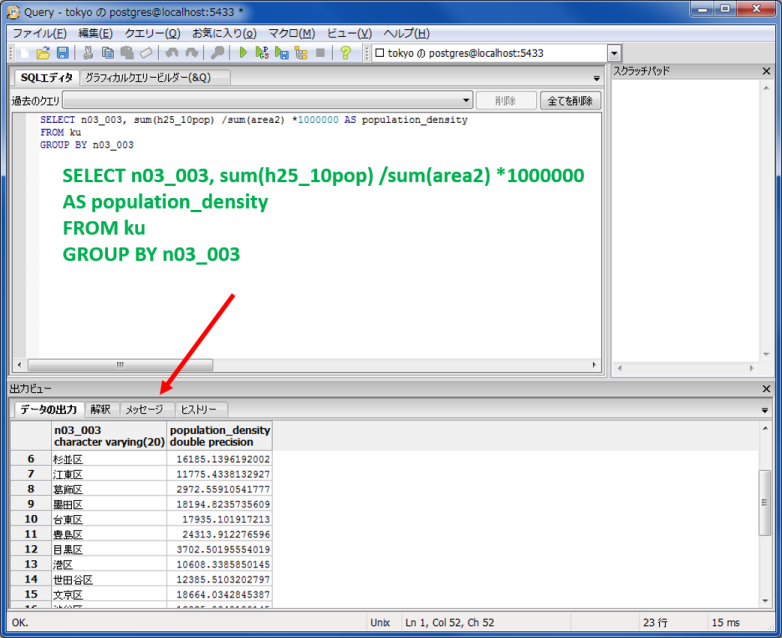 Query - tokyo の postgres@localhost:5433 *
ファイル(F) 編集(E) クエリー(Q) お気に入り(o) マクロ(M) ビュー(V) ヘルプ(H)
tokyo の postgres@localhost:5433
SQLエディタ グラフィカルクエリービルダー(&Q)
スクラッチパッド
過去のクエリ 削除 全てを削除
SELECT n03_003, sum(h25_10pop) /sum(area2) *1000000 AS population_density
FROM ku
GROUP BY n03_003
SELECT n03_003, sum(h25_10pop) /sum(area2) *1000000
AS population_density
FROM ku
GROUP BY n03_003
出力ビュー
データの出力 解釈 メッセージ ヒストリー
n03_003 population_density
character varying(20) double precision
6 杉並区 16185.1396192002
7 江東区 11775.4338132927
8 葛飾区 2972.55910541777
9 墨田区 18194.8235735609
10 台東区 17935.101917213
11 豊島区 24313.912276596
12 目黒区 3702.50195554019
13 港区 10608.3385850145
14 世田谷区 12385.5103202797
15 文京区 18664.0342845387
OK. Unix Ln 1, Col 52, Ch 52 23 行 15 ms